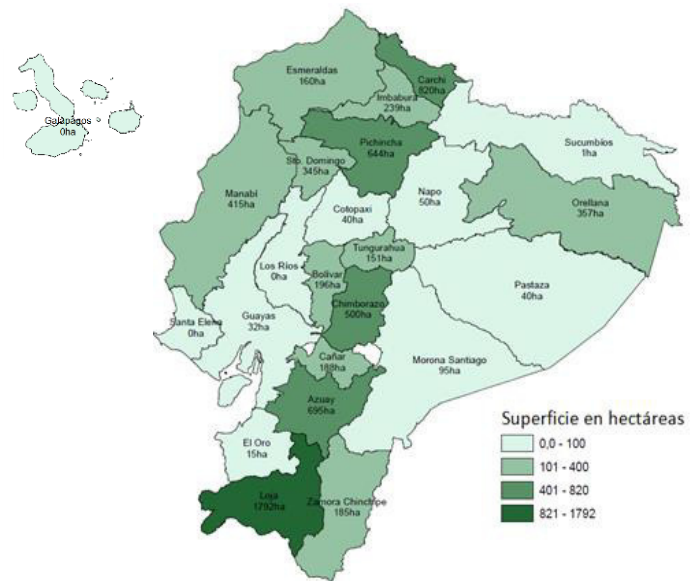 Esmeraldas
160ha
Carchi
820ha
Imbabura
239ha
Galápagos
0ha
Pichincha
644ha
Sucumbíos
1ha
Sto. Domingo
345ha
Manabí
415ha
Napo
50ha
Orellana
357ha
Cotopaxi
40ha
Tungurahua
151ha
Los Ríos
0ha
Bolívar
196ha
Pastaza
40ha
Chimborazo
500ha
Santa Elena
0ha
Guayas
32ha
Cañar
188ha
Morona Santiago
95ha
Azuay
695ha
El Oro
15ha
Loja
1792ha
Zamora Chinchipe
185ha
Superficie en hectáreas
0,0 - 100
101 - 400
401 - 820
821 - 1792